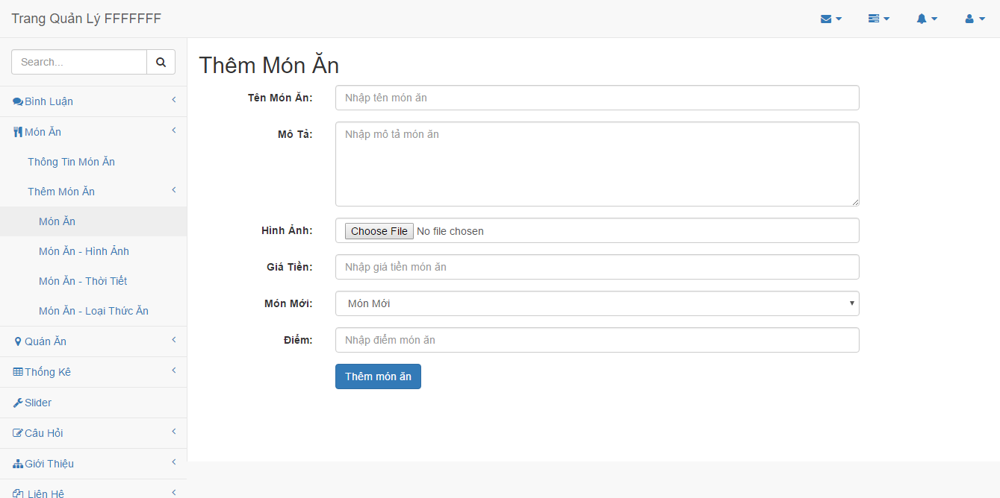 Trang Quản Lý FFFFFFF
Search...
Bình Luận
Món Ăn
Thông Tin Món Ăn
Thêm Món Ăn
Món Ăn
Món Ăn - Hình Ảnh
Món Ăn - Thời Tiết
Món Ăn - Loại Thức Ăn
Quán Ăn
Thống Kê
Slider
Câu Hỏi
Giới Thiệu
Liên Hệ
Thêm Món Ăn
Tên Món Ăn: Nhập tên món ăn
Mô Tả: Nhập mô tả món ăn
Hình Ảnh: Choose File No file chosen
Giá Tiền: Nhập giá tiền món ăn
Món Mới: Món Mới
Điểm: Nhập điểm món ăn
Thêm món ăn